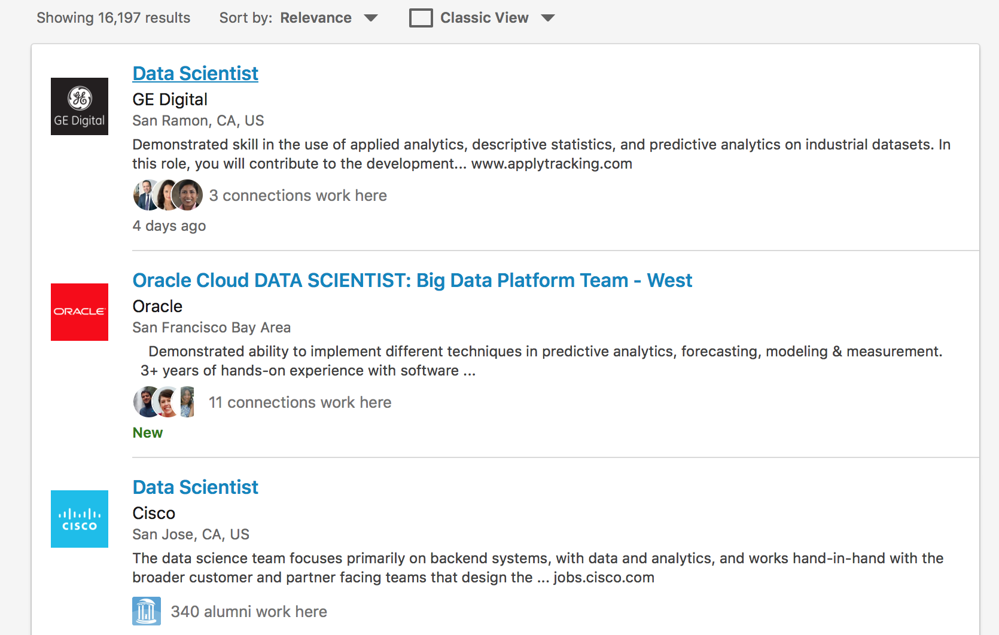 Showing 16,197 results Sort by: Relevance Classic View
Data Scientist
GE Digital
GE Digital
San Ramon, CA, US
Demonstrated skill in the use of applied analytics, descriptive statistics, and predictive analytics on industrial datasets. In
this role, you will contribute to the development... www.applytracking.com
3 connections work here
4 days ago
Oracle Cloud DATA SCIENTIST: Big Data Platform Team - West
ORACLE
Oracle
San Francisco Bay Area
Demonstrated ability to implement different techniques in predictive analytics, forecasting, modeling & measurement.
3+ years of hands-on experience with software ...
11 connections work here
New
Data Scientist
CISCO
Cisco
San Jose, CA, US
The data science team focuses primarily on backend systems, with data and analytics, and works hand-in-hand with the
broader customer and partner facing teams that design the ... jobs.cisco.com
340 alumni work here